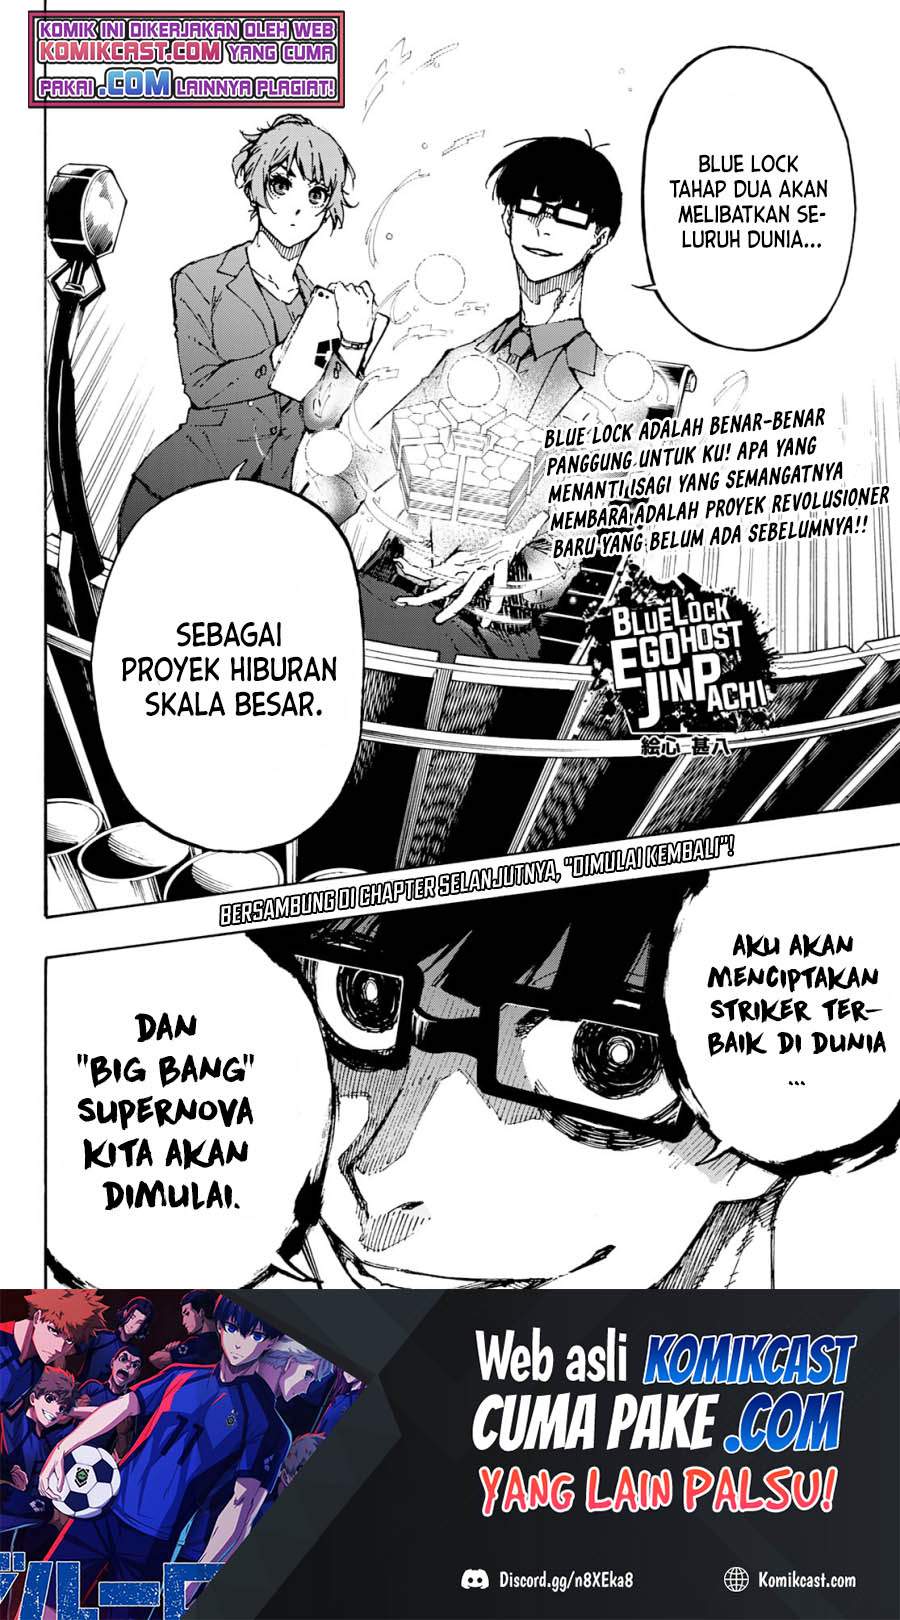 KOMIK INI DIKERJAKAN OLEH WEB
KOMIKCAST.COM YANG CUMA
PAKAI .COM LAINNYA PLAGIAT!
BLUE LOCK
TAHAP DUA AKAN
MELIBATKAN SE-
LURUH DUNIA...
BLUE LOCK ADALAH BENAR-BENAR
PANGGUNG UNTUK KU! APA YANG
MENANTI ISAGI YANG SEMANGATNYA
MEMBARA ADALAH PROYEK REVOLUSIONER
BARU YANG BELUM ADA SEBELUMNYA!!
SEBAGAI
PROYEK HIBURAN
SKALA BESAR.
BLUE LOCK
EGO HOST
JINPACHI
絵心 甚八
BERSAMBUNG DI CHAPTER SELANJUTNYA, "DIMULAI KEMBALI"!
AKU AKAN
MENCIPTAKAN
STRIKER TER-
BAIK DI DUNIA
...
DAN
"BIG BANG"
SUPERNOVA
KITA AKAN
DIMULAI.
Web asli KOMIKCAST
CUMA PAKE .COM
YANG LAIN PALSU!
Discord.gg/n8XEka8
Komikcast.com